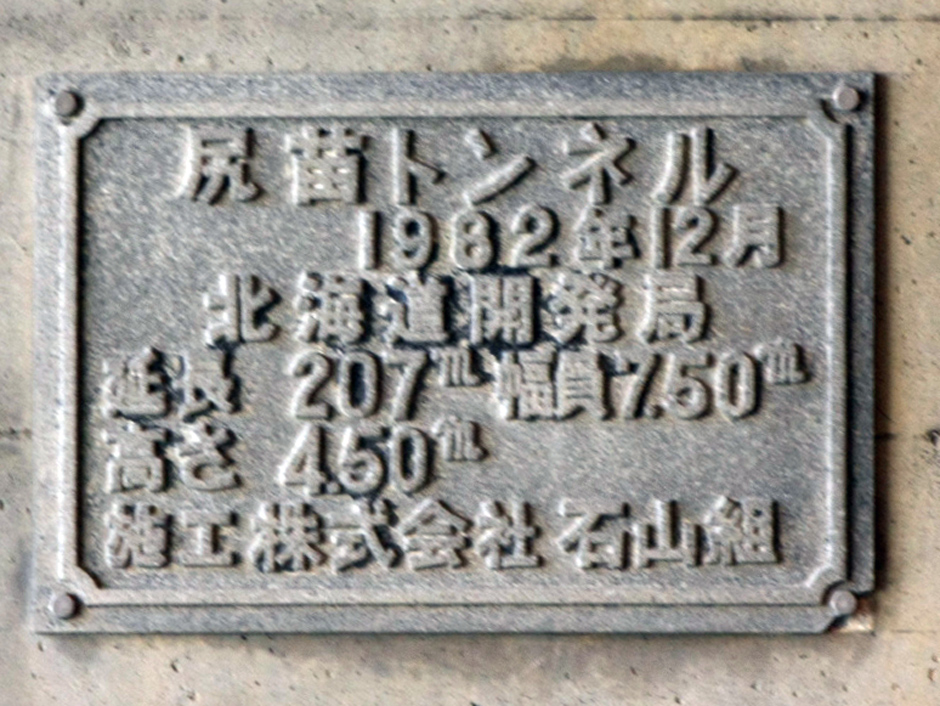 尻苗トンネル
1982年12月
北海道開発局
延長 207m 幅員7.50m
高さ 4.50m
施工株式会社 石山組